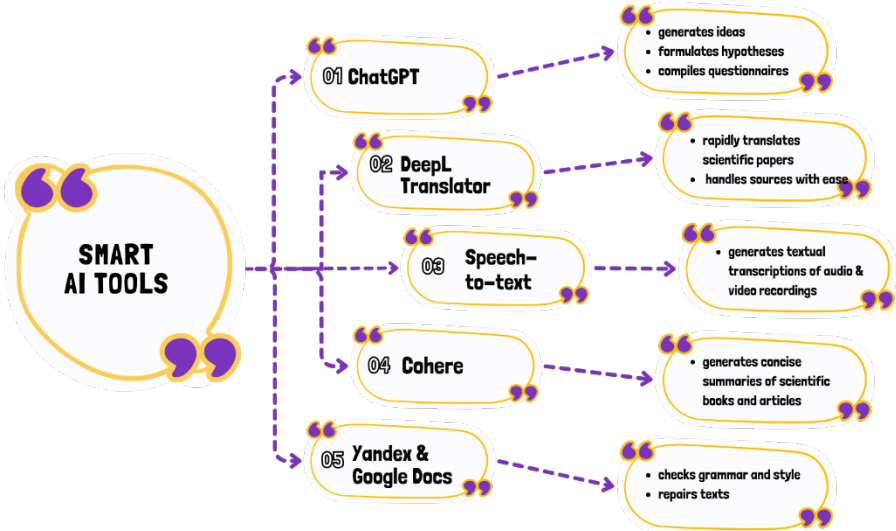 SMART
AI TOOLS
01 ChatGPT
• generates ideas
• formulates hypotheses
• compiles questionnaires
02 DeepL
Translator
• rapidly translates
scientific papers
• handles sources with ease
03 Speech-
to-text
• generates textual
transcriptions of audio &
video recordings
04 Cohere
• generates concise
summaries of scientific
books and articles
05 Yandex &
Google Docs
• checks grammar and style
• repairs texts